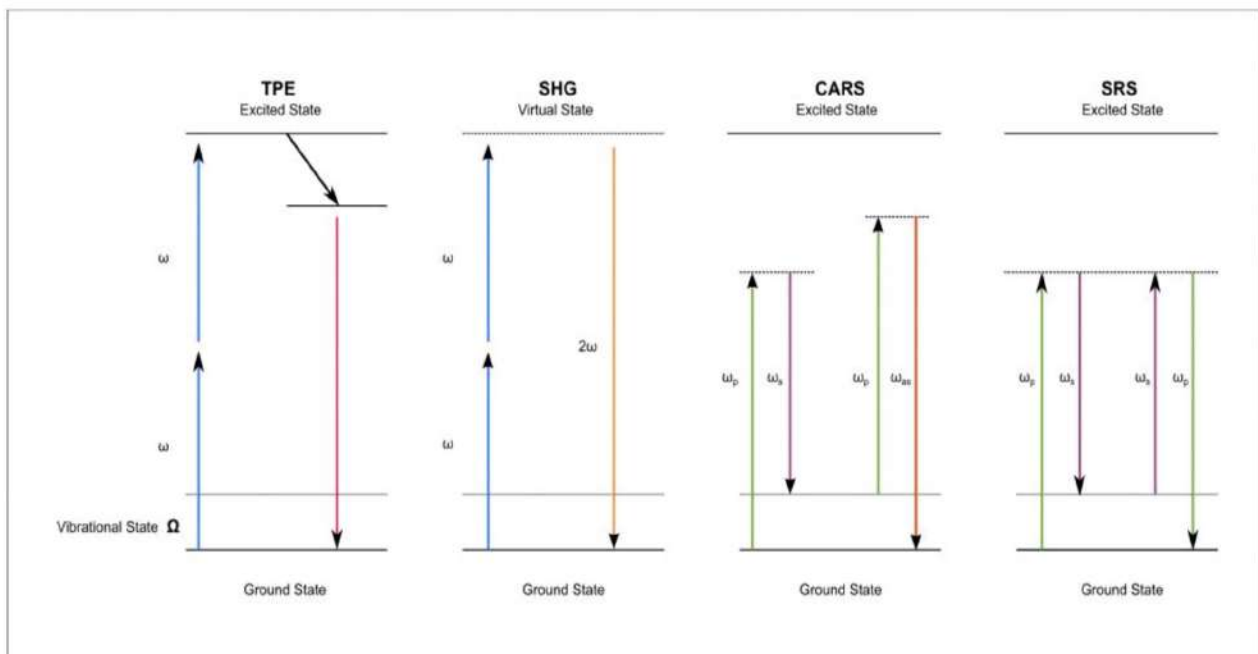 TPE
Excited State
SHG
Virtual State
CARS
Excited State
SRS
Excited State
ω
ω
2ω
ωp
ωs
ωp
ωas
ωp
ωs
ωs
ωp
ω
ω
Vibrational State Ω
Ground State
Ground State
Ground State
Ground State